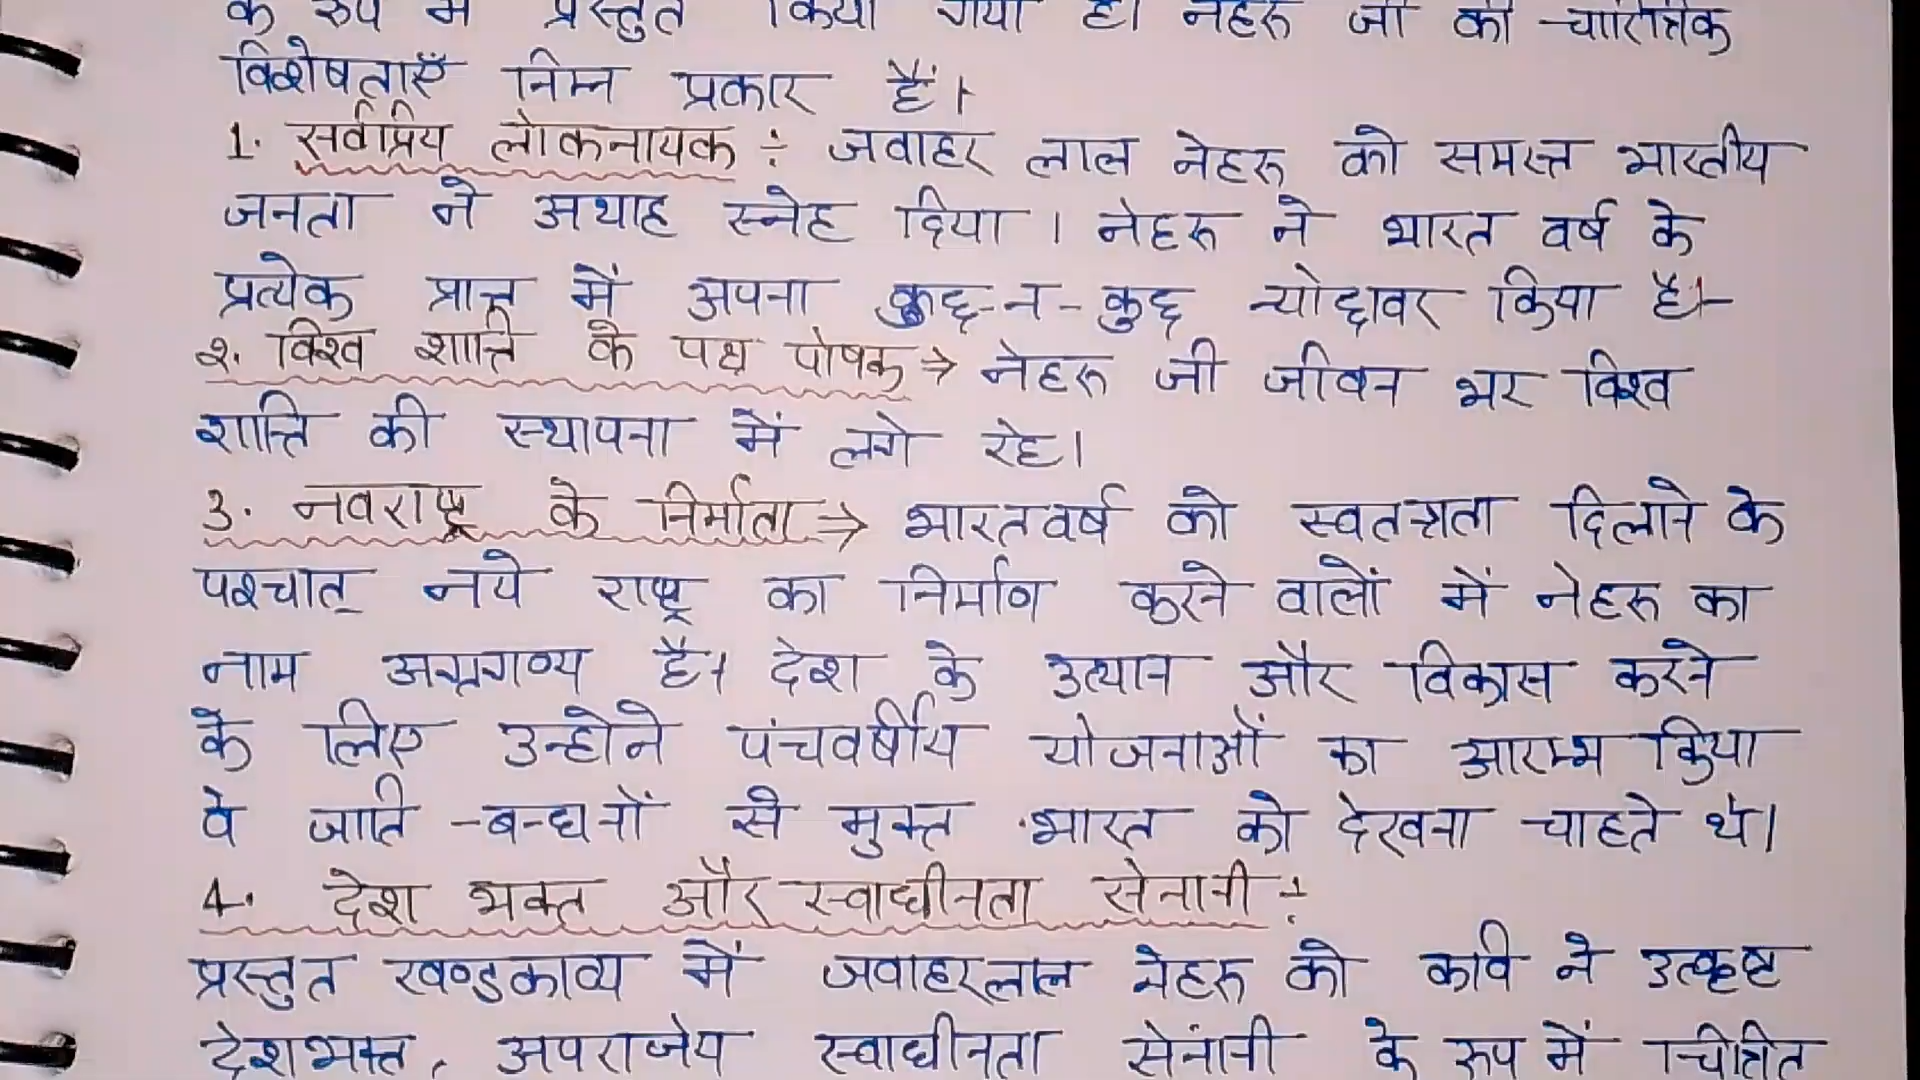 के रूप में प्रस्तुत किया गया है। नेहरू जी की चारित्रिक
विशेषताएँ निम्न प्रकार हैं।
1. सर्वप्रिय लोकनायक ÷ जवाहर लाल नेहरू को समस्त भारतीय
जनता ने अथाह स्नेह दिया । नेहरू ने भारत वर्ष के
प्रत्येक प्रान्त में अपना कुछ-न-कुछ न्योछावर किया है।
2. विश्व शान्ति के पक्ष पोषक → नेहरू जी जीवन भर विश्व
शान्ति की स्थापना में लगे रहे।
3. नवराष्ट्र के निर्माता → भारतवर्ष को स्वतन्त्रता दिलाने के
पश्चात् नये राष्ट्र का निर्माण करने वालों में नेहरू का
नाम अग्रगण्य है। देश के उत्थान और विकास करने
के लिए उन्होने पंचवर्षीय योजनाओं का आरम्भ किया
वे जाति -बन्धनों से मुक्त भारत को देखना चाहते थे।
4. देश भक्त और स्वाधीनता सेनानी ÷
प्रस्तुत खण्डकाव्य में जवाहरलाल नेहरू को कवि ने उत्कृष्ट
देशभक्त, अपराजेय स्वाधीनता सेनांनी के रूप में चित्रित